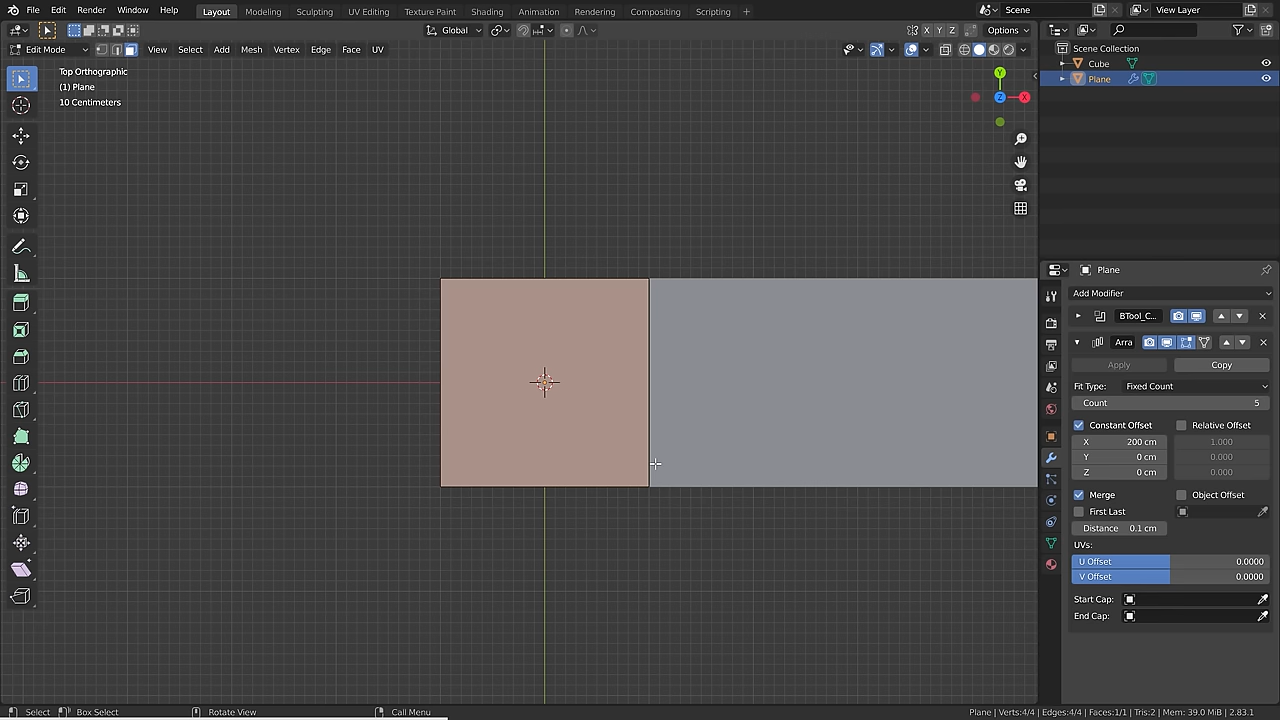 File Edit Render Window Help Layout Modeling Sculpting UV Editing Texture Paint Shading Animation Rendering Compositing Scripting + Scene View Layer
Global X Y Z Options
Edit Mode View Select Add Mesh Vertex Edge Face UV
Top Orthographic
(1) Plane
10 Centimeters
Y
Z
X
Scene Collection
Cube
Plane
Plane
Add Modifier
BTool_C...
Arra
Apply Copy
Fit Type: Fixed Count
Count 5
Constant Offset Relative Offset
X 200 cm 1.000
Y 0 cm 0.000
Z 0 cm 0.000
Merge Object Offset
First Last
Distance 0.1 cm
UVs:
U Offset 0.0000
V Offset 0.0000
Start Cap:
End Cap:
Select Box Select Rotate View Call Menu Plane | Verts:4/4 | Edges:4/4 | Faces:1/1 | Tris:2 | Mem: 39.0 MiB | 2.83.1